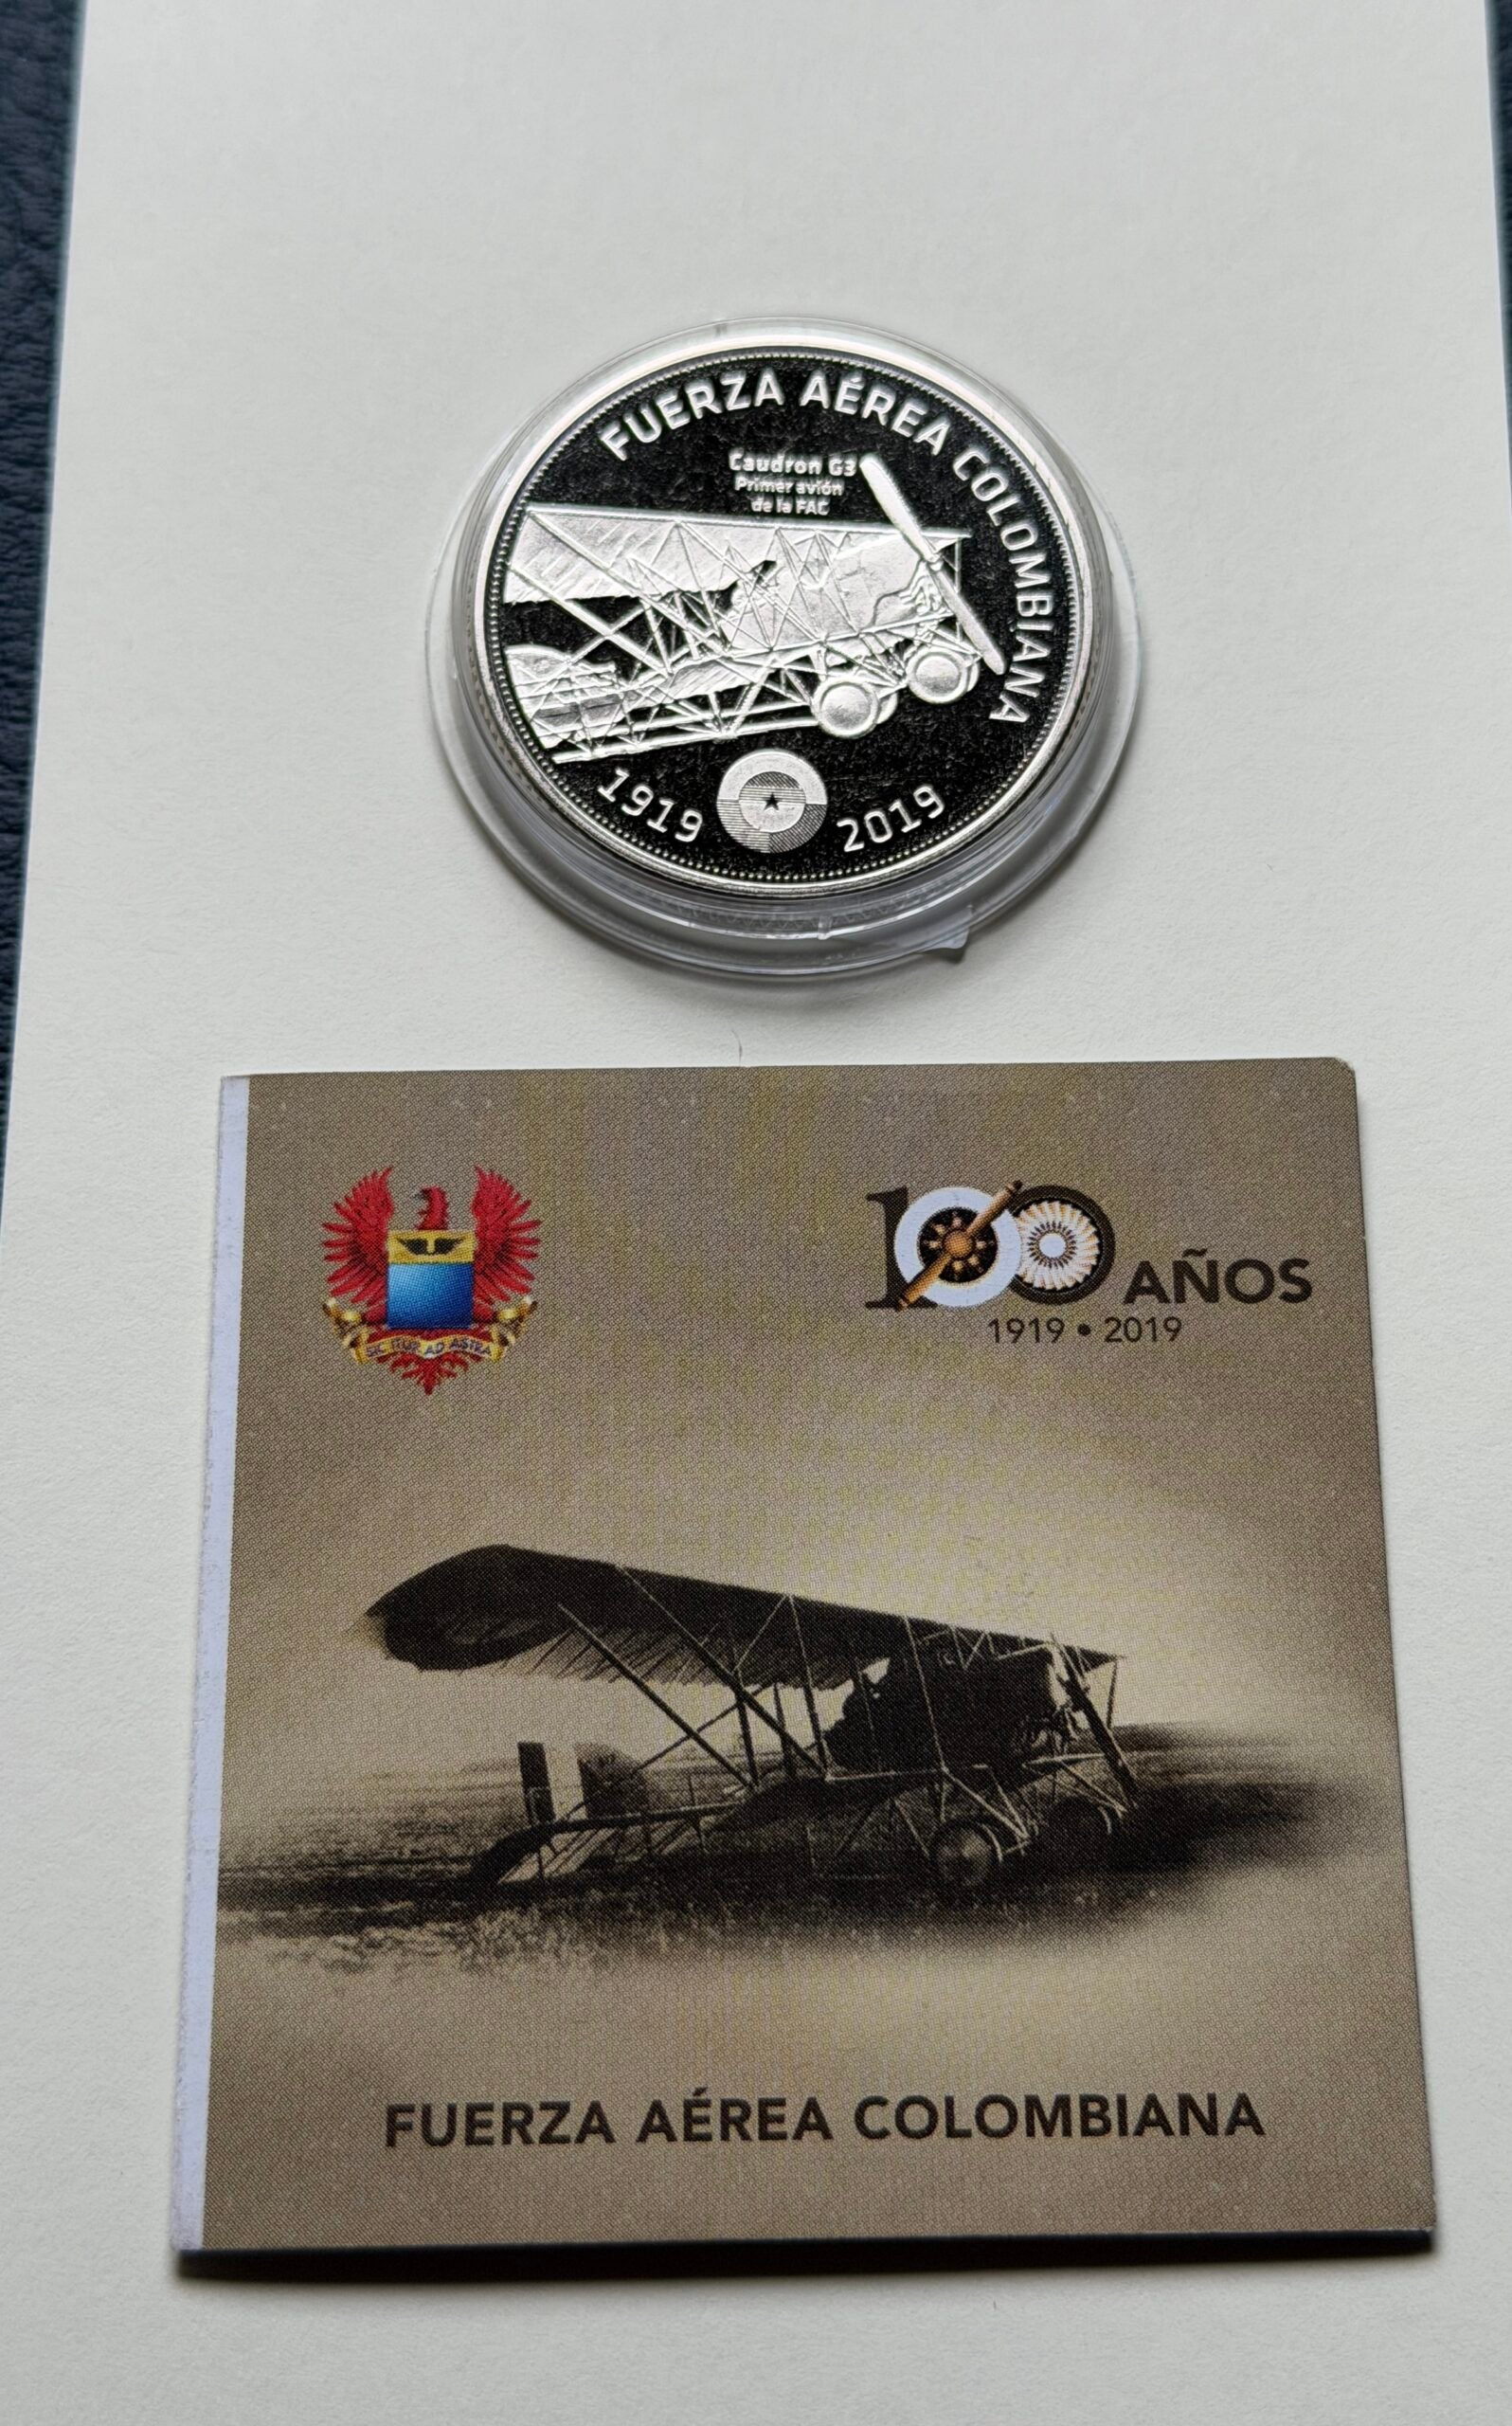 FUERZA AÉREA COLOMBIANA
Caudron G3
Primer avión
de la FAC
1919 2019
SIC ITUR AD ASTRA
100 AÑOS
1919 • 2019
FUERZA AÉREA COLOMBIANA